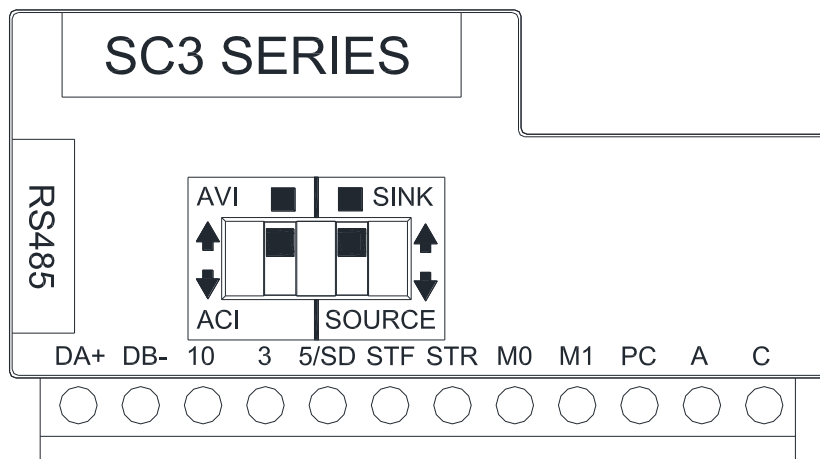 SC3 SERIES
RS485
AVI SINK
ACI SOURCE
DA+ DB- 10 3 5/SD STF STR M0 M1 PC A C